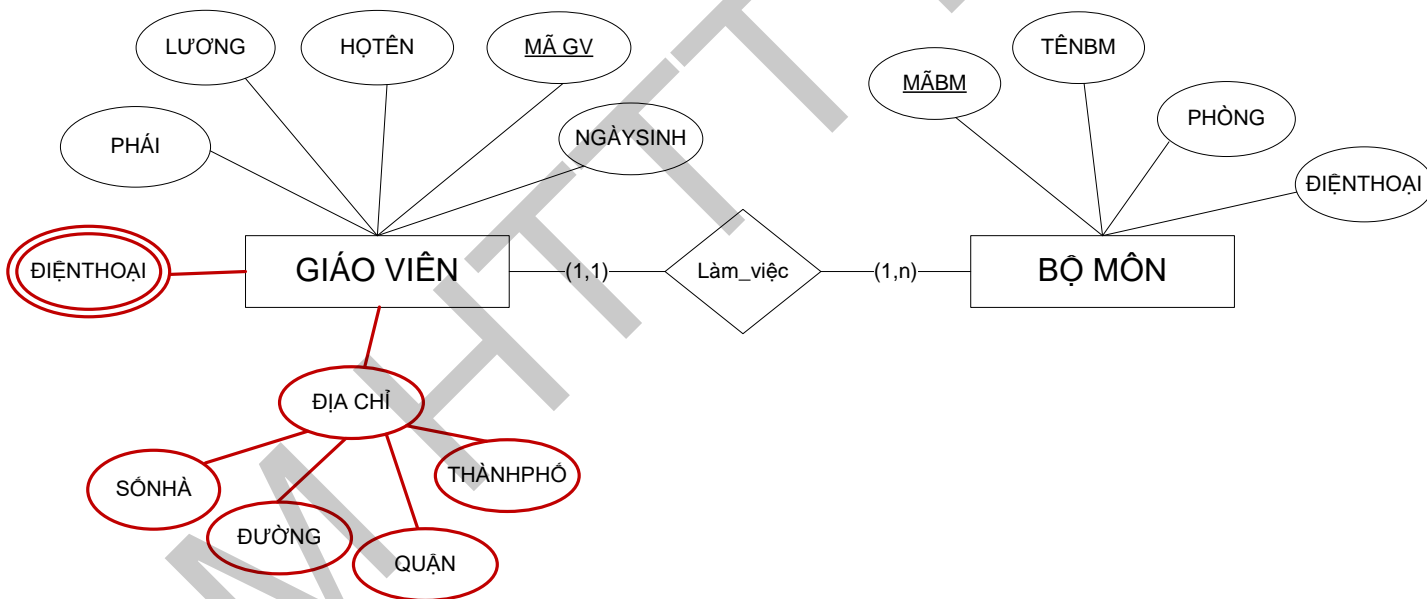 LƯƠNG
HỌTÊN
MÃ GV
TÊNBM
MÃBM
PHÁI
NGÀYSINH
PHÒNG
ĐIỆNTHOẠI
ĐIỆNTHOẠI
GIÁO VIÊN
(1,1)
Làm_việc
(1,n)
BỘ MÔN
ĐỊA CHỈ
SỐNHÀ
ĐƯỜNG
QUẬN
THÀNHPHỐ
MHTT